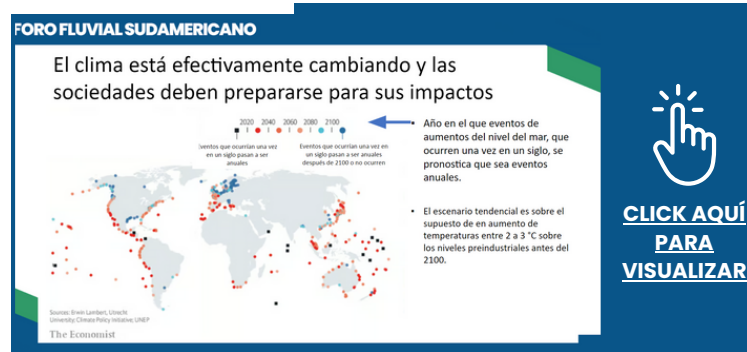 FORO FLUVIAL SUDAMERICANO
El clima está efectivamente cambiando y las
sociedades deben prepararse para sus impactos
2020 2040 2060 2080 2100
Eventos que ocurrían una vez
en un siglo pasan a ser
anuales
Eventos que ocurrían una vez en
un siglo pasan a ser anuales
después de 2100 o no ocurren
• Año en el que eventos de
aumentos del nivel del mar, que
ocurren una vez en un siglo, se
pronostica que sea eventos
anuales.
• El escenario tendencial es sobre el
supuesto de en aumento de
temperaturas entre 2 a 3 °C sobre
los niveles preindustriales antes del
2100.
Sources: Erwin Lambert, Utrecht
University; Climate Policy Initiative; UNEP
The Economist
CLICK AQUÍ
PARA
VISUALIZAR